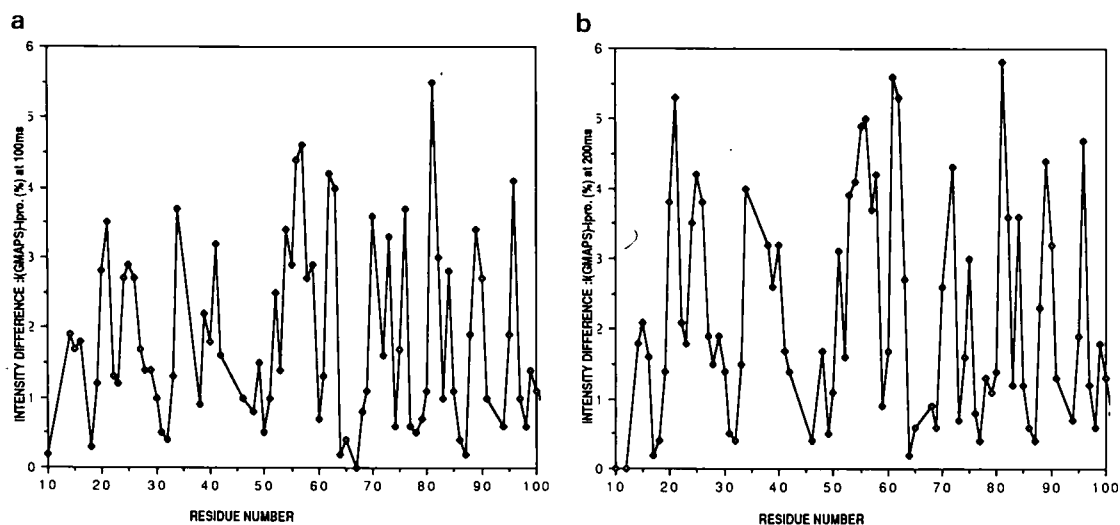 a
INTENSITY DIFFERENCE :I(GMAPS)-Ipro. (%) at 100ms
6
5
4
3
2
1
0
10 20 30 40 50 60 70 80 90 100
RESIDUE NUMBER
b
INTENSITY DIFFERENCE :I(GMAPS)-Ipro. (%) at 200ms
6
5
4
3
2
1
0
10 20 30 40 50 60 70 80 90 100
RESIDUE NUMBER